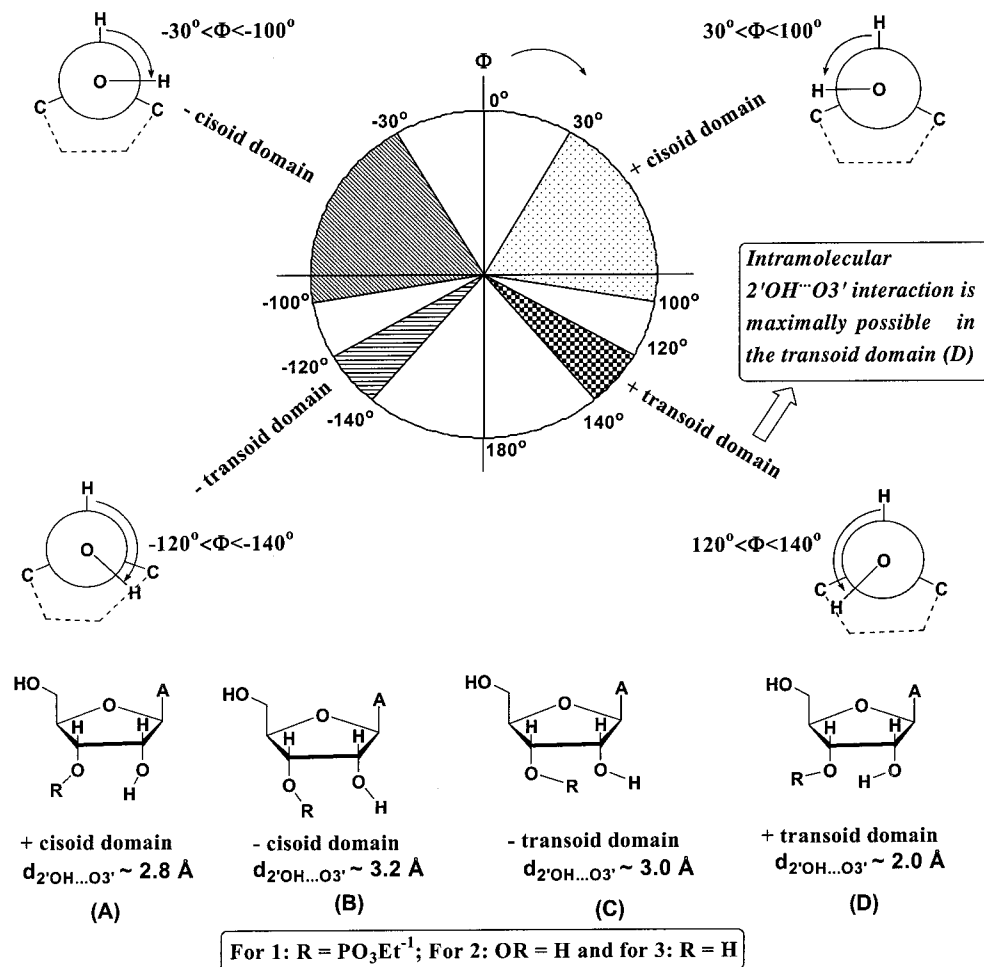 H
-30°<Φ<-100°
O
H
C
C
- cisoid domain
Φ
0°
-30°
30°
30°<Φ<100°
H
H
O
C
C
+ cisoid domain
Intramolecular
2'OH···O3' interaction is
maximally possible in
the transoid domain (D)
-100°
100°
-120°
120°
-140°
140°
180°
- transoid domain
+ transoid domain
H
O
C
C
H
-120°<Φ<-140°
120°<Φ<140°
H
O
C
C
H
HO
O
A
H
H
O
O
R
H
+ cisoid domain
d2'OH...O3' ~ 2.8 Å
(A)
HO
O
A
H
H
O
O
R
H
- cisoid domain
d2'OH...O3' ~ 3.2 Å
(B)
HO
O
A
H
H
O
O
R
H
- transoid domain
d2'OH...O3' ~ 3.0 Å
(C)
HO
O
A
H
H
O
O
R
H
+ transoid domain
d2'OH...O3' ~ 2.0 Å
(D)
For 1: R = PO3Et-1; For 2: OR = H and for 3: R = H